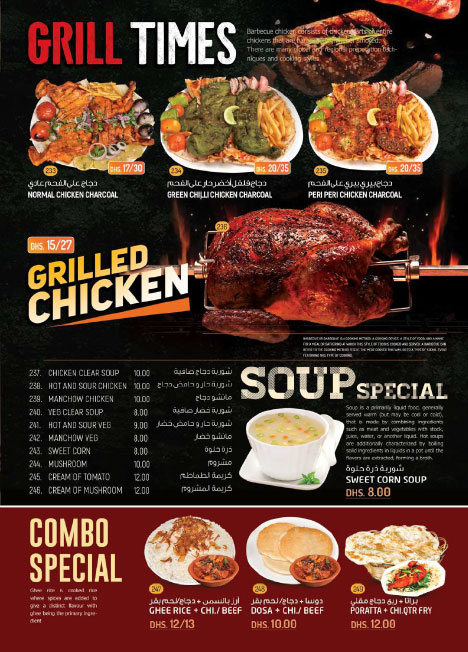 GRILL TIMES
Barbecue chicken consists of chicken parts or entire
chickens that are barbecued, grilled or smoked.
There are many global and regional preparation tech-
niques and cooking styles.
233
DHS. 17/30
دجاج على الفحم عادي
NORMAL CHICKEN CHARCOAL
234
DHS. 20/35
دجاج فلفل أخضر حار على الفحم
GREEN CHILLI CHICKEN CHARCOAL
235
DHS. 20/35
دجاج بيري بيري على الفحم
PERI PERI CHICKEN CHARCOAL
236
DHS. 15/27
GRILLED
CHICKEN
237. CHICKEN CLEAR SOUP 10.00 شوربة دجاج صافية
238. HOT AND SOUR CHICKEN 10.00 شوربة حار و حامض دجاج
239. MANCHOW CHICKEN 10.00 مانشو دجاج
240. VEG CLEAR SOUP 8.00 شوربة خضار صافية
241. HOT AND SOUR VEG 9.00 شوربة حار و حامض خضار
242. MANCHOW VEG 8.00 مانشو خضار
243. SWEET CORN 8.00 ذرة حلوة
244. MUSHROOM 10.00 مشروم
245. CREAM OF TOMATO 12.00 كريمة الطماطم
246. CREAM OF MUSHROOM 12.00 كريمة المشروم
SOUP SPECIAL
Soup is a primarily liquid food, generally
served warm (but may be cool or cold),
that is made by combining ingredients
such as meat and vegetables with stock,
juice, water, or another liquid. Hot soups
are additionally characterized by boiling
solid ingredients in liquids in a pot until the
flavors are extracted, forming a broth.
شوربة ذرة حلوة
SWEET CORN SOUP
DHS. 8.00
COMBO
SPECIAL
Ghee rice is cooked rice
where spices are added to
give a distinct flavour with
ghee being the primary ingre-
ment
247
أرز بالسمن + دجاج/لحم بقر
GHEE RICE + CHI./ BEEF
DHS. 12/13
248
دوسا + دجاج/لحم بقر
DOSA + CHI./ BEEF
DHS. 10.00
249
براتا + ربع دجاج مقلي
PORATTA + CHI.QTR FRY
DHS. 12.00